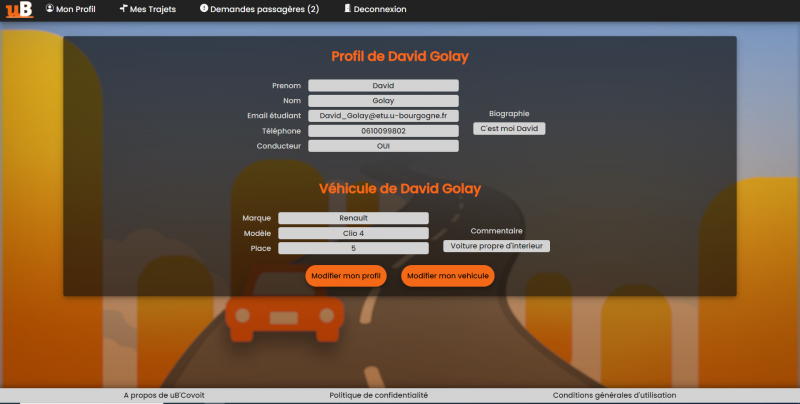 uB Mon Profil Mes Trajets Demandes passagères (2) Deconnexion
Profil de David Golay
Prenom David
Nom Golay
Email étudiant David_Golay@etu.u-bourgogne.fr
Téléphone 0610099802
Conducteur OUI
Biographie
C'est moi David
Véhicule de David Golay
Marque Renault
Modèle Clio 4
Place 5
Commentaire
Voiture propre d'interieur
Modifier mon profil Modifier mon vehicule
A propos de uB'Covoit Politique de confidentialité Conditions générales d'utilisation